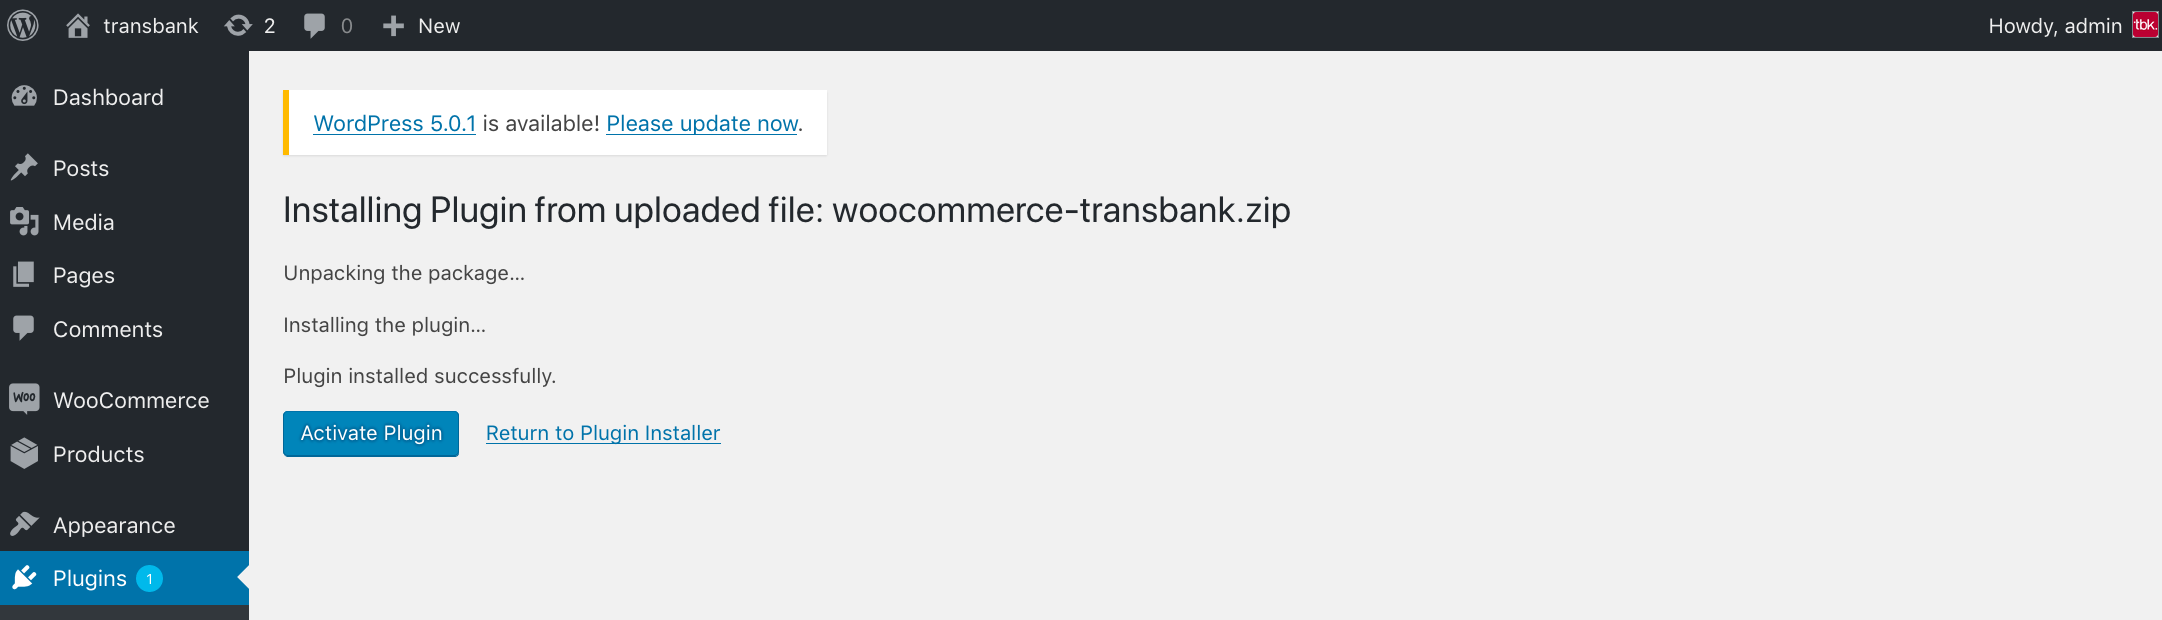 transbank 2 0 New Howdy, admin tbk.
Dashboard
Posts
Media
Pages
Comments
Woo WooCommerce
Products
Appearance
Plugins 1
WordPress 5.0.1 is available! Please update now.
Installing Plugin from uploaded file: woocommerce-transbank.zip
Unpacking the package...
Installing the plugin...
Plugin installed successfully.
Activate Plugin Return to Plugin Installer